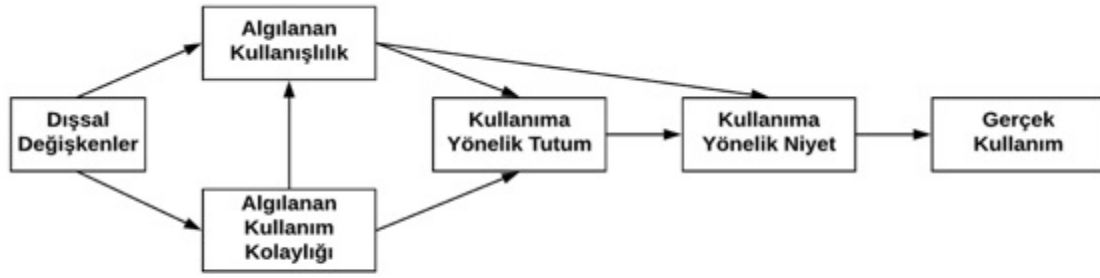 Algılanan
Kullanışlılık
Dışsal
Değişkenler
Kullanıma
Yönelik Tutum
Kullanıma
Yönelik Niyet
Gerçek
Kullanım
Algılanan
Kullanım
Kolaylığı